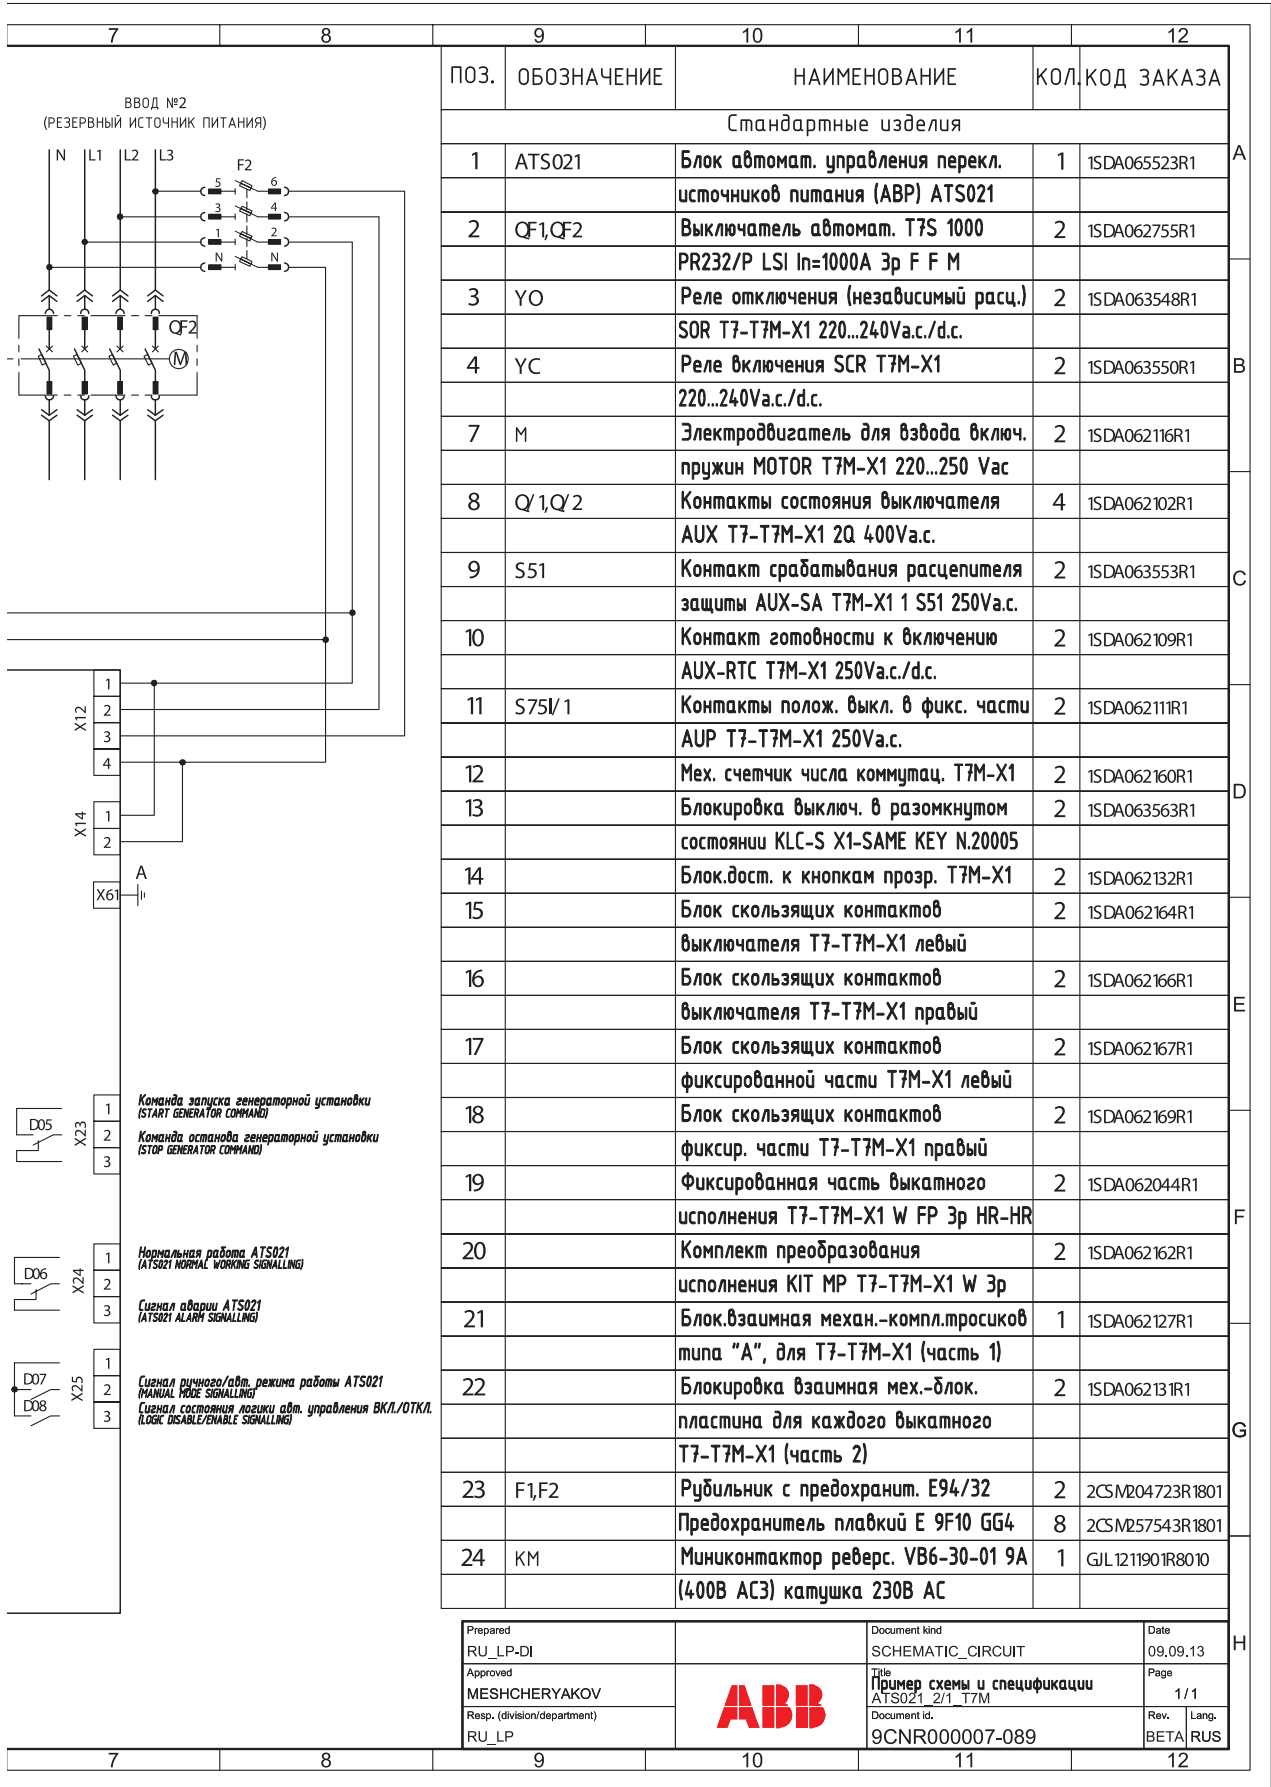 7 8 9 10 11 12
ВВОД №2
(РЕЗЕРВНЫЙ ИСТОЧНИК ПИТАНИЯ)
N L1 L2 L3
F2
5 6
3 4
1 2
N N
QF2
M
X12
1
2
3
4
X14
1
2
X61
A
D05
X23
1
2
3
Команда запуска генераторной установки
(START GENERATOR COMMAND)
Команда останова генераторной установки
(STOP GENERATOR COMMAND)
D06
X24
1
2
3
Нормальная работа ATS021
(ATS021 NORMAL WORKING SIGNALLING)
Сигнал аварии ATS021
(ATS021 ALARM SIGNALLING)
D07
D08
X25
1
2
3
Сигнал ручного/авт. режима работы ATS021
(MANUAL MODE SIGNALLING)
Сигнал состояния логики авт. управления ВКЛ./ОТКЛ.
(LOGIC DISABLE/ENABLE SIGNALLING)
ПОЗ. ОБОЗНАЧЕНИЕ НАИМЕНОВАНИЕ КОЛ. КОД ЗАКАЗА
Стандартные изделия
1 ATS021 Блок автомат. управления перекл. 1 1SDA065523R1
источников питания (АВР) ATS021
2 QF1,QF2 Выключатель автомат. T7S 1000 2 1SDA062755R1
PR232/P LSI In=1000A 3p F F M
3 YO Реле отключения (независимый расц.) 2 1SDA063548R1
SOR T7-T7M-X1 220...240Va.c./d.c.
4 YC Реле включения SCR T7M-X1 2 1SDA063550R1
220...240Va.c./d.c.
7 M Электродвигатель для взвода включ. 2 1SDA062116R1
пружин MOTOR T7M-X1 220...250 Vac
8 Q/1,Q/2 Контакты состояния выключателя 4 1SDA062102R1
AUX T7-T7M-X1 2Q 400Va.c.
9 S51 Контакт срабатывания расцепителя 2 1SDA063553R1
защиты AUX-SA T7M-X1 1 S51 250Va.c.
10 Контакт готовности к включению 2 1SDA062109R1
AUX-RTC T7M-X1 250Va.c./d.c.
11 S75I/1 Контакты полож. выкл. в фикс. части 2 1SDA062111R1
AUP T7-T7M-X1 250Va.c.
12 Мех. счетчик числа коммутац. T7M-X1 2 1SDA062160R1
13 Блокировка выключ. в разомкнутом 2 1SDA063563R1
состоянии KLC-S X1-SAME KEY N.20005
14 Блок.дост. к кнопкам прозр. T7M-X1 2 1SDA062132R1
15 Блок скользящих контактов 2 1SDA062164R1
выключателя T7-T7M-X1 левый
16 Блок скользящих контактов 2 1SDA062166R1
выключателя T7-T7M-X1 правый
17 Блок скользящих контактов 2 1SDA062167R1
фиксированной части T7M-X1 левый
18 Блок скользящих контактов 2 1SDA062169R1
фиксир. части T7-T7M-X1 правый
19 Фиксированная часть выкатного 2 1SDA062044R1
исполнения T7-T7M-X1 W FP 3p HR-HR
20 Комплект преобразования 2 1SDA062162R1
исполнения KIT MP T7-T7M-X1 W 3p
21 Блок.взаимная механ.-компл.тросиков 1 1SDA062127R1
типа "А", для T7-T7M-X1 (часть 1)
22 Блокировка взаимная мех.-блок. 2 1SDA062131R1
пластина для каждого выкатного
T7-T7M-X1 (часть 2)
23 F1,F2 Рубильник с предохранит. E94/32 2 2CSM204723R1801
Предохранитель плавкий E 9F10 GG4 8 2CSM257543R1801
24 KM Миниконтактор реверс. VB6-30-01 9A 1 GJL1211901R8010
(400В АС3) катушка 230В АС
A
B
C
D
E
F
G
H
Prepared
RU_LP-DI
Approved
MESHCHERYAKOV
Resp. (division/department)
RU_LP
ABB
Document kind
SCHEMATIC_CIRCUIT
Title
Пример схемы и спецификации
ATS021_2/1_T7M
Document id.
9CNR000007-089
Date
09.09.13
Page
1/1
Rev. Lang.
BETA RUS
7 8 9 10 11 12